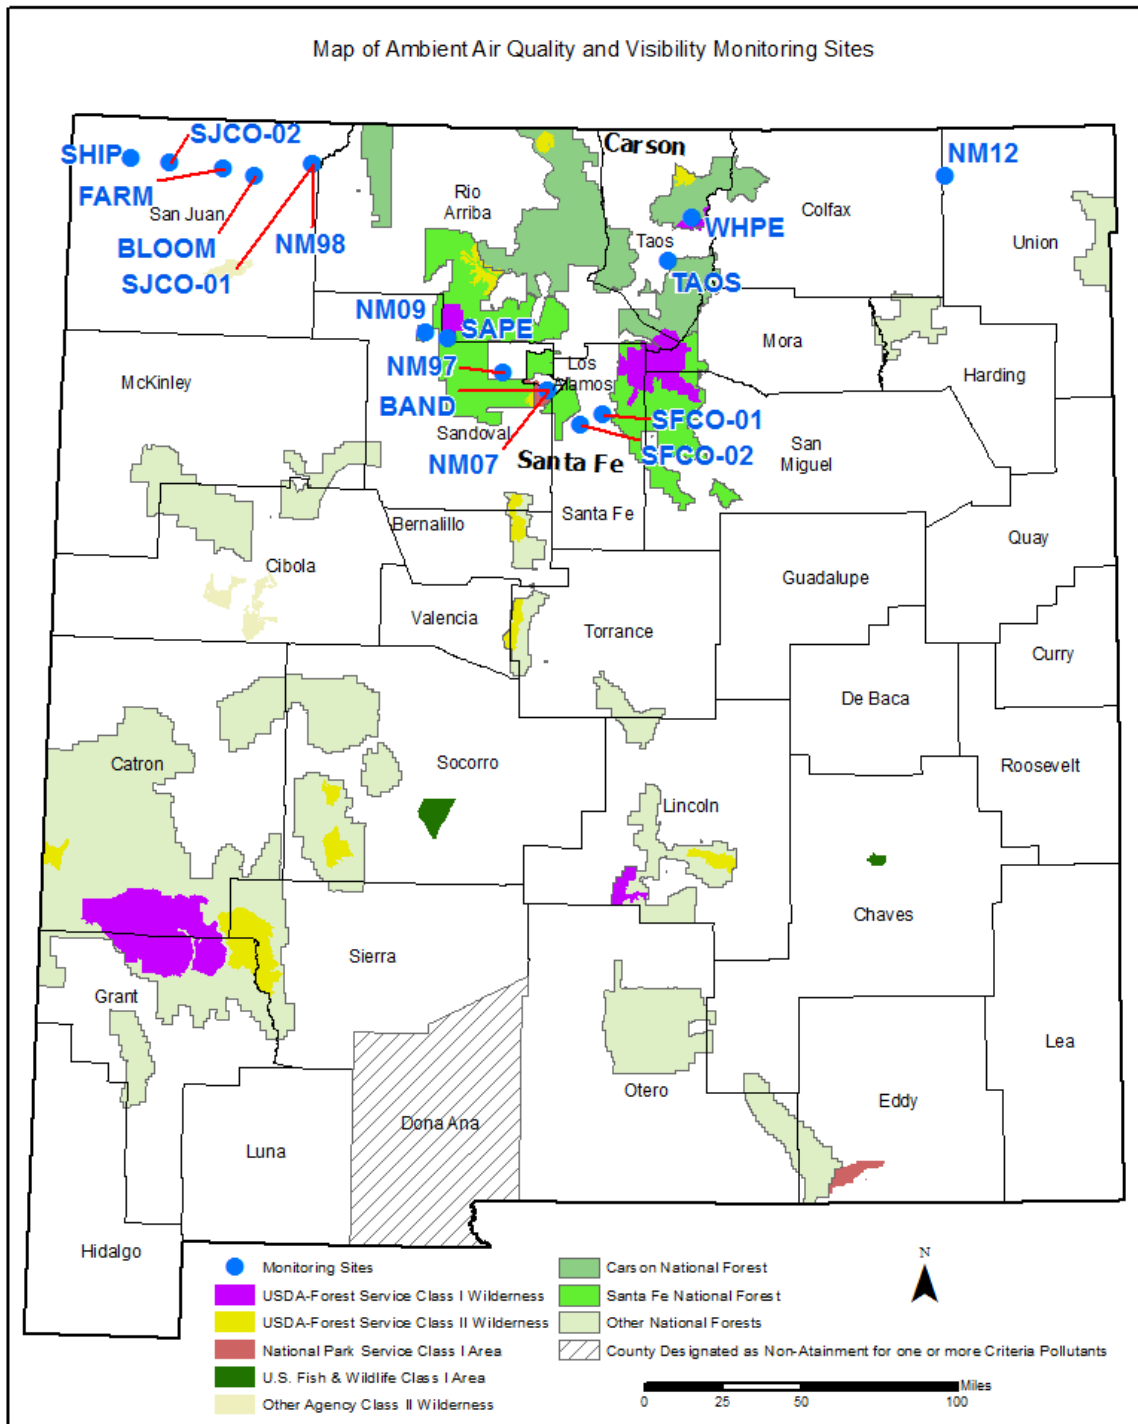 Map of Ambient Air Quality and Visibility Monitoring Sites
SJCO-02
SHIP
FARM
San Juan
BLOOM
SJCO-01
NM98
Rio
Arriba
Carson
WHPE
Taos
TAOS
Colfax
NM12
Union
NM09
SAPE
NM97
BAND
Sandoval
NM07
Los
Alamos
SFCO-01
SFCO-02
Santa Fe
Mora
Harding
McKinley
San
Miguel
Bernalillo
Santa Fe
Quay
Cibola
Guadalupe
Valencia
Torrance
Curry
De Baca
Catron
Socorro
Roosevelt
Lincoln
Chaves
Sierra
Grant
Lea
Otero
Eddy
Dona Ana
Luna
Hidalgo
Monitoring Sites
USDA-Forest Service Class I Wilderness
USDA-Forest Service Class II Wilderness
National Park Service Class I Area
U.S. Fish & Wildlife Class I Area
Other Agency Class II Wilderness
Carson National Forest
Santa Fe National Forest
Other National Forests
County Designated as Non-Atainment for one or more Criteria Pollutants
N
Miles
0 25 50 100